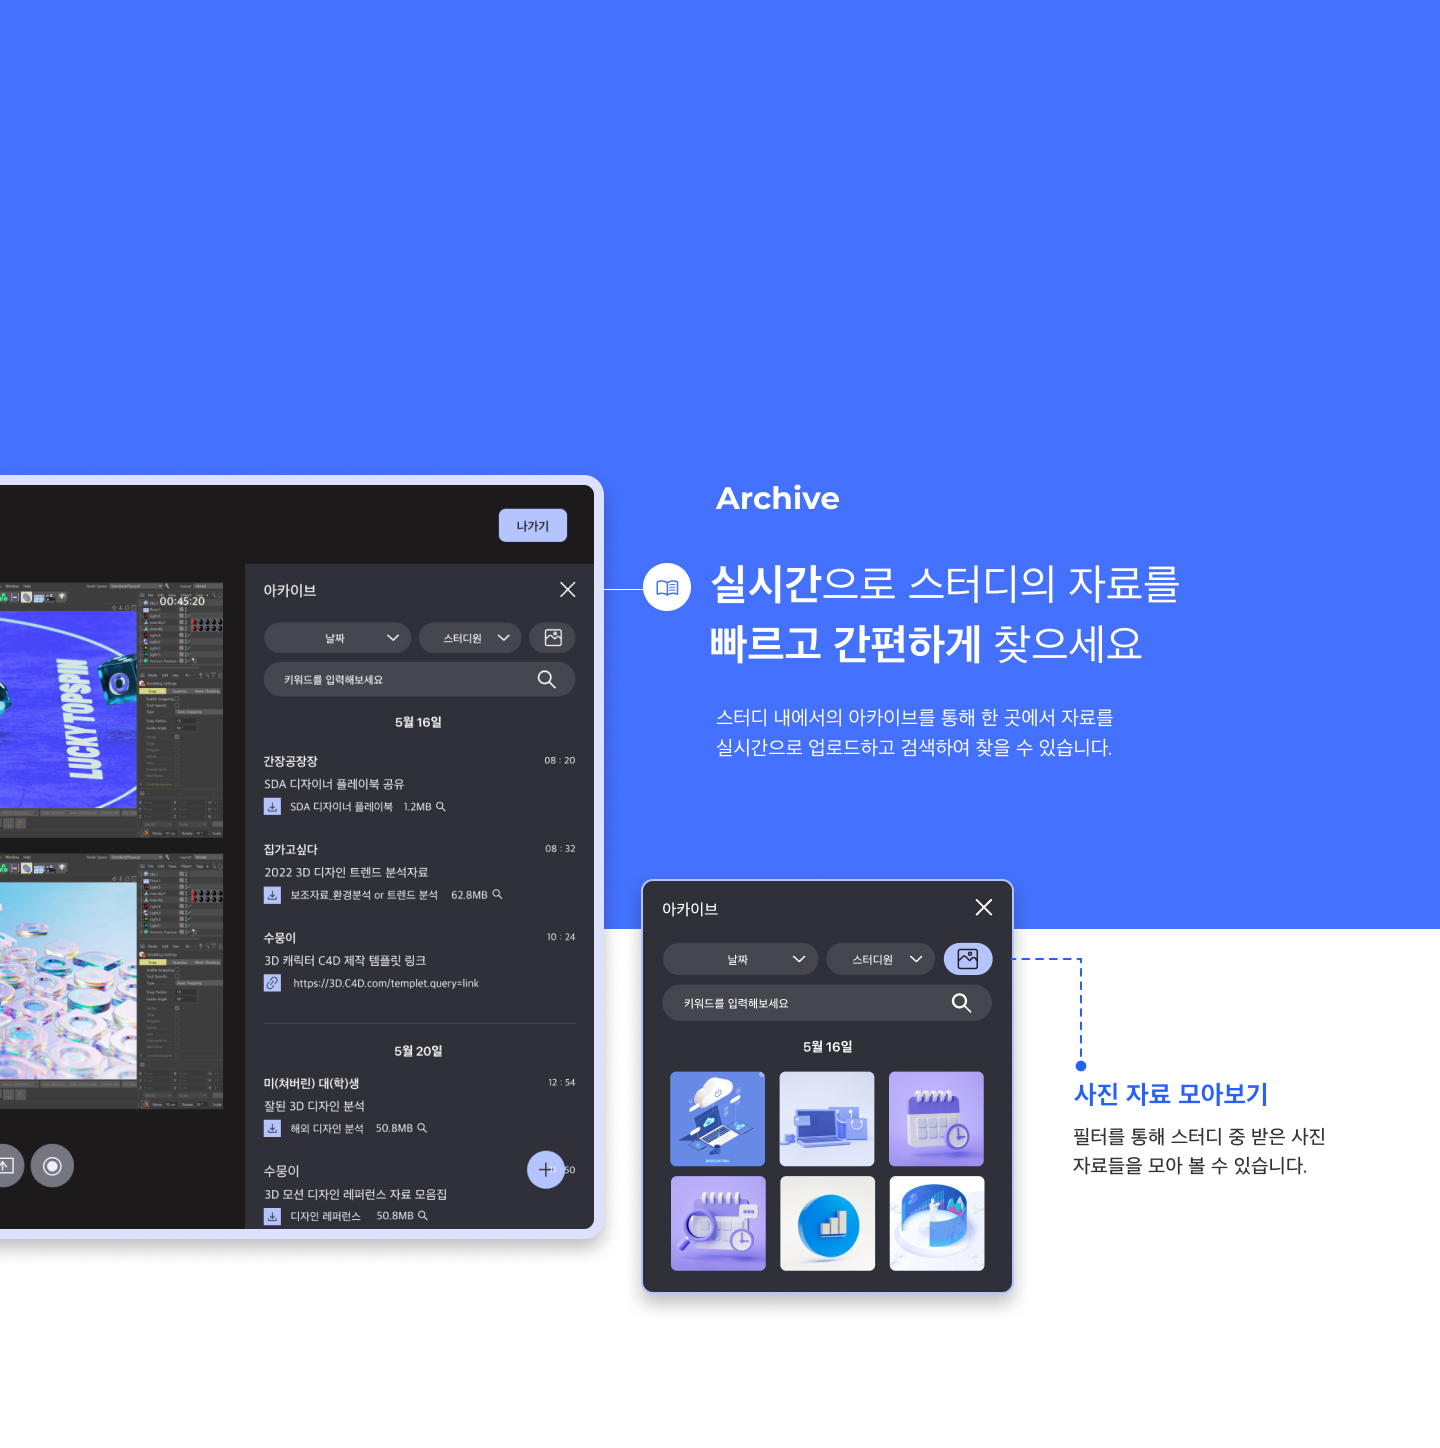 Archive
실시간으로 스터디의 자료를
빠르고 간편하게 찾으세요
스터디 내에서의 아카이브를 통해 한 곳에서 자료를
실시간으로 업로드하고 검색하여 찾을 수 있습니다.
나가기
00:45:20
LUCKY TOPSPIN
아카이브
날짜
스터디원
키워드를 입력해보세요
5월 16일
간장공장장 08 : 20
SDA 디자이너 플레이북 공유
SDA 디자이너 플레이북 1.2MB
집가고싶다 08 : 32
2022 3D 디자인 트렌드 분석자료
보조자료_환경분석 or 트렌드 분석 62.8MB
수뭉이 10 : 24
3D 캐릭터 C4D 제작 템플릿 링크
https://3D.C4D.com/templet.query=link
5월 20일
미(쳐버린) 대(학)생 12 : 54
잘된 3D 디자인 분석
해외 디자인 분석 50.8MB
수뭉이
3D 모션 디자인 레퍼런스 자료 모음집
디자인 레퍼런스 50.8MB
아카이브
날짜
스터디원
키워드를 입력해보세요
5월 16일
사진 자료 모아보기
필터를 통해 스터디 중 받은 사진
자료들을 모아 볼 수 있습니다.